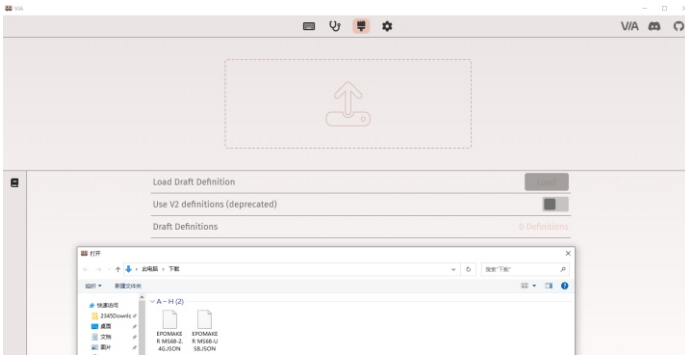 VIA
VIA
Load Draft Definition
Load
Use V2 definitions (deprecated)
Draft Definitions
0 Definitions
打开
此电脑 › 下载
搜索"下载"
组织
新建文件夹
快速访问
2345Downlc
桌面
文档
图片
A – H (2)
EPOMAKE
R MS68-2.
4G.JSON
EPOMAKE
R MS68-U
SB.JSON